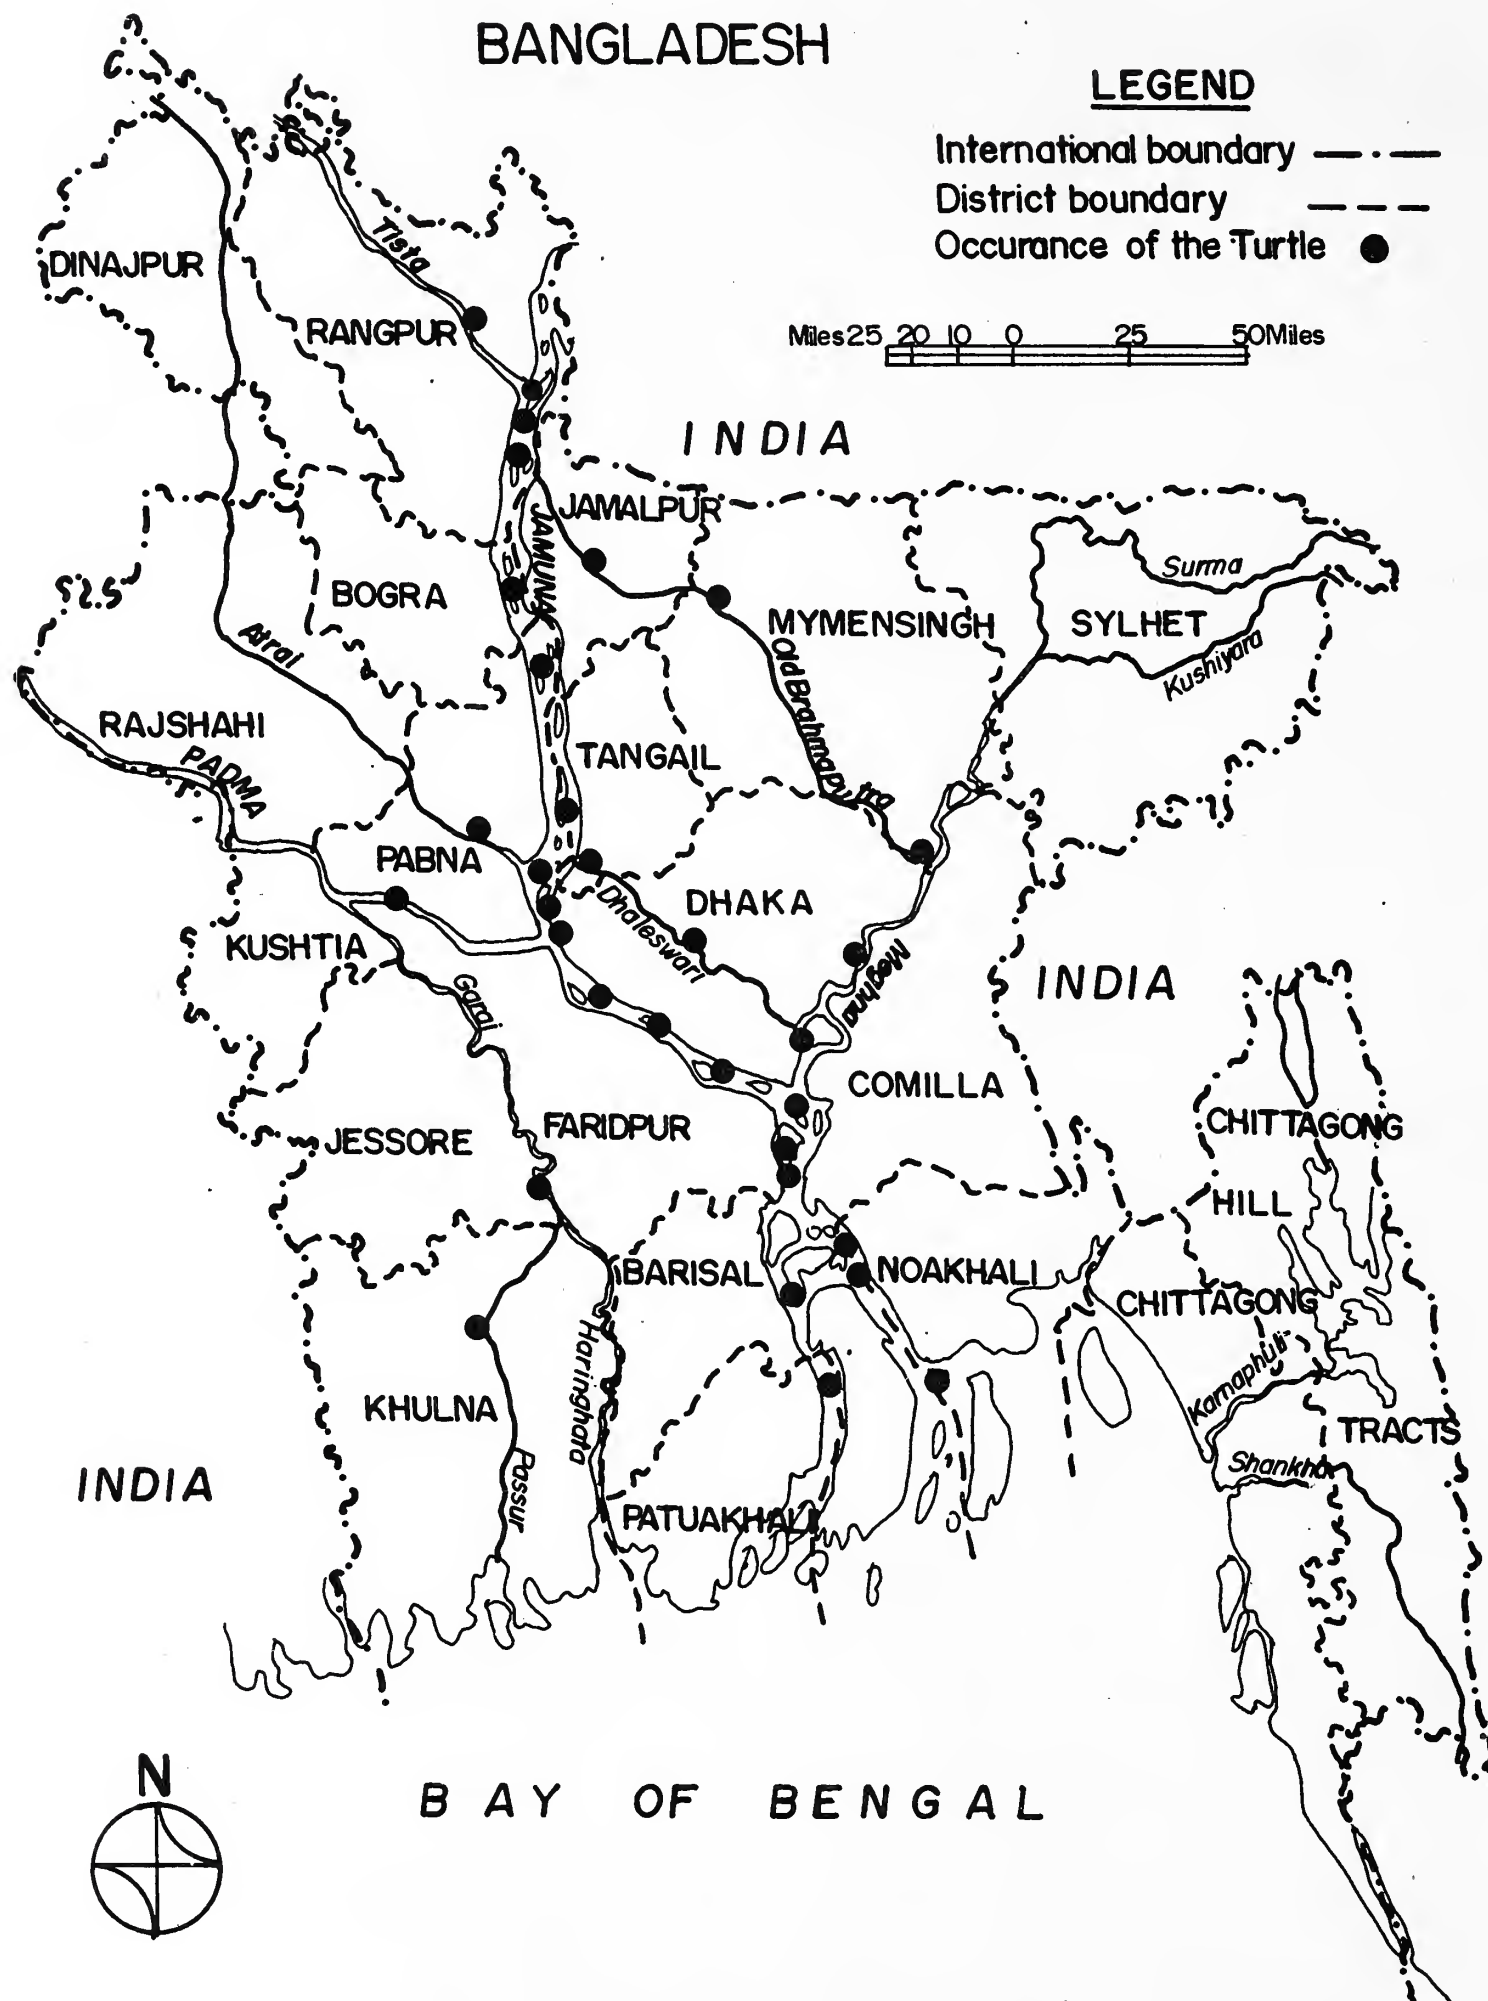 BANGLADESH
LEGEND
International boundary
District boundary
Occurance of the Turtle
Miles 25 20 10 0 25 50 Miles
Tista
DINAJPUR
RANGPUR
INDIA
JAMALPUR
JAMUNA
Surma
BOGRA
MYMENSINGH
SYLHET
Atrai
Kushiyara
Old Brahmaputra
RAJSHAHI
PADMA
TANGAIL
PABNA
Dhaleswari
DHAKA
KUSHTIA
Meghna
INDIA
Garai
COMILLA
JESSORE
FARIDPUR
CHITTAGONG
HILL
BARISAL
NOAKHALI
CHITTAGONG
Haringhata
Karnaphuli
KHULNA
TRACTS
Passur
Shankha
INDIA
PATUAKHALI
N
BAY OF BENGAL